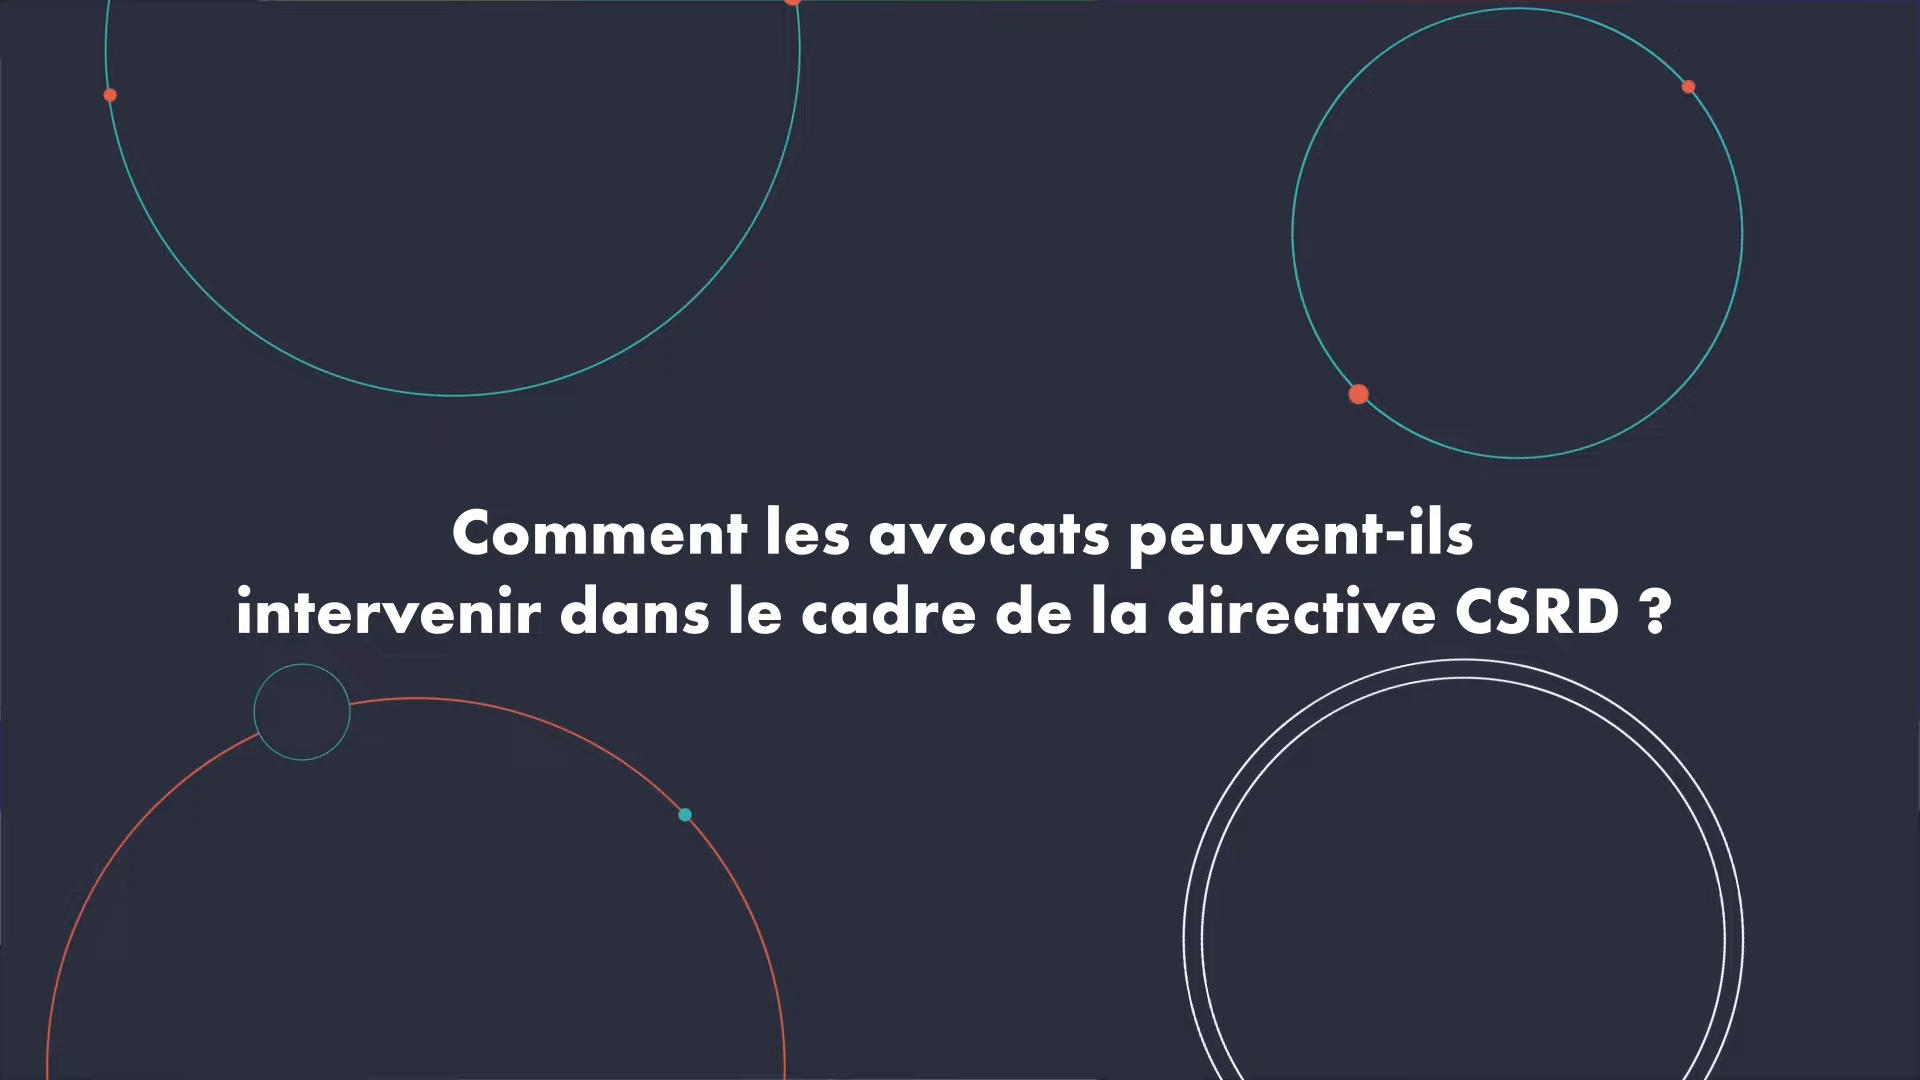 Comment les avocats peuvent-ils
intervenir dans le cadre de la directive CSRD ?